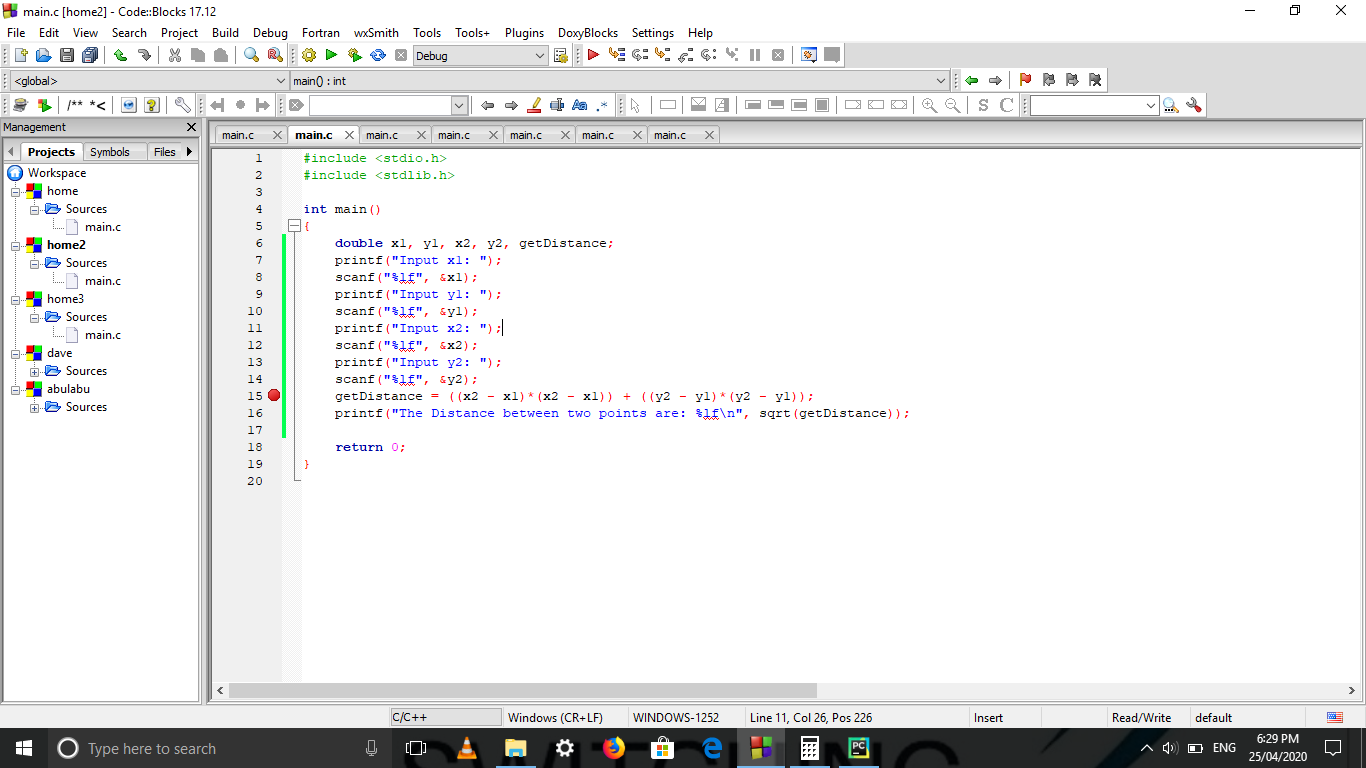 main.c [home2] - Code::Blocks 17.12
File Edit View Search Project Build Debug Fortran wxSmith Tools Tools+ Plugins DoxyBlocks Settings Help
Debug
<global> main() : int
/** *<
Aa .*
S C
Management
main.c main.c main.c main.c main.c main.c main.c
Projects Symbols Files
Workspace
home
Sources
main.c
home2
Sources
main.c
home3
Sources
main.c
dave
Sources
abulabu
Sources
1 #include <stdio.h>
2 #include <stdlib.h>
3
4 int main()
5 {
6 double x1, y1, x2, y2, getDistance;
7 printf("Input x1: ");
8 scanf("%lf", &x1);
9 printf("Input y1: ");
10 scanf("%lf", &y1);
11 printf("Input x2: ");
12 scanf("%lf", &x2);
13 printf("Input y2: ");
14 scanf("%lf", &y2);
15 getDistance = ((x2 - x1)*(x2 - x1)) + ((y2 - y1)*(y2 - y1));
16 printf("The Distance between two points are: %lf\n", sqrt(getDistance));
17
18 return 0;
19 }
20
C/C++ Windows (CR+LF) WINDOWS-1252 Line 11, Col 26, Pos 226 Insert Read/Write default
Type here to search
PC
ENG
6:29 PM
25/04/2020